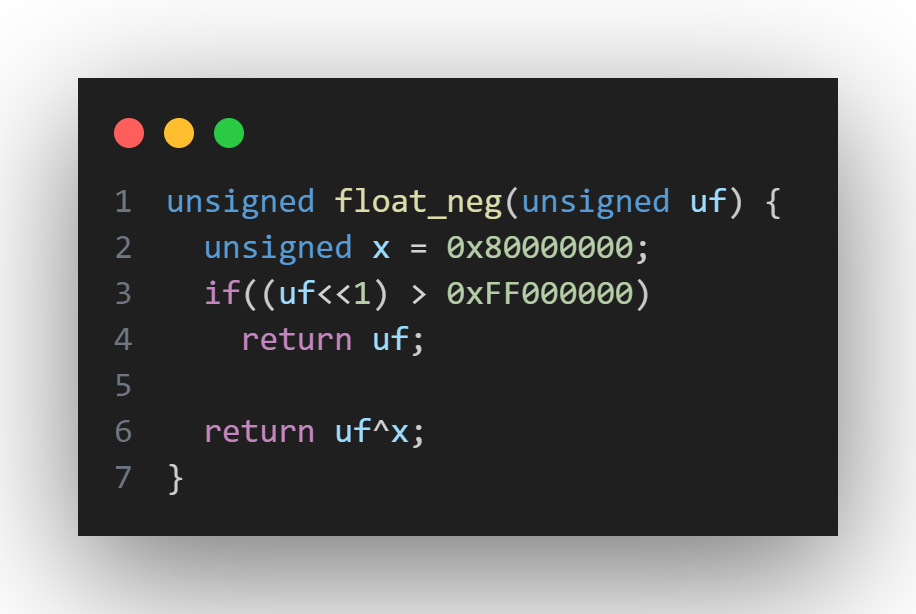 1 unsigned float_neg(unsigned uf) {
2   unsigned x = 0x80000000;
3   if((uf<<1) > 0xFF000000)
4     return uf;
5
6   return uf^x;
7 }